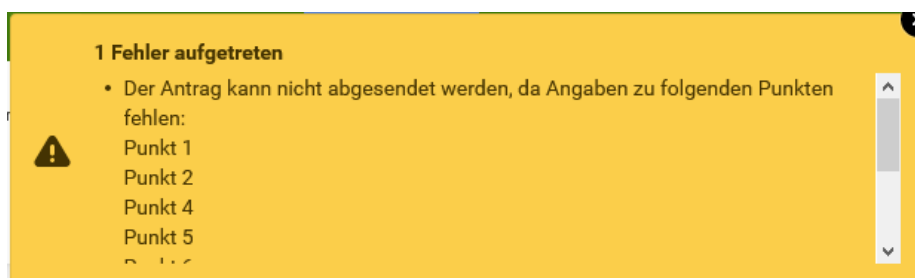 1 Fehler aufgetreten
• Der Antrag kann nicht abgesendet werden, da Angaben zu folgenden Punkten
fehlen:
Punkt 1
Punkt 2
Punkt 4
Punkt 5